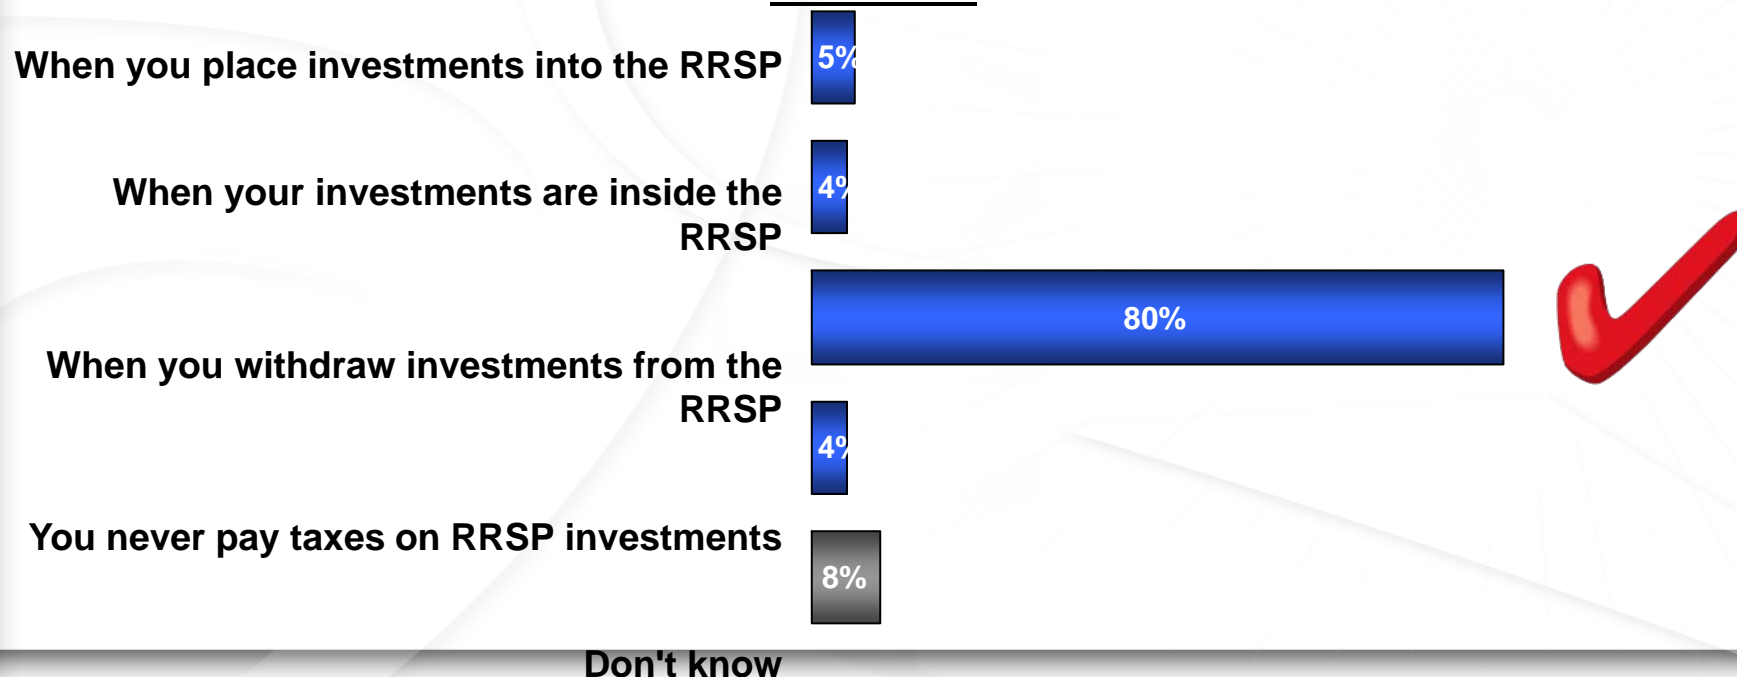 When you place investments into the RRSP
5%
When your investments are inside the
RRSP
4%
When you withdraw investments from the
RRSP
80%
You never pay taxes on RRSP investments
4%
Don't know
8%